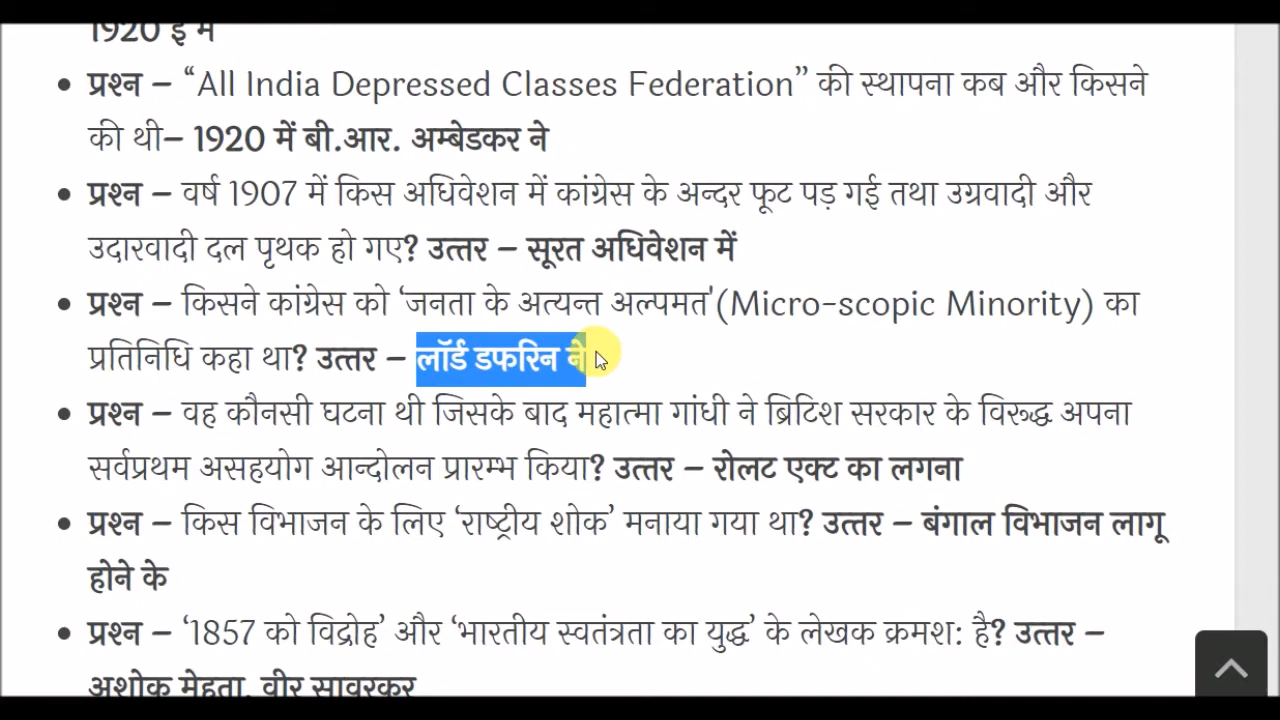 1920 ई में
प्रश्न – “All India Depressed Classes Federation” की स्थापना कब और किसने
की थी– 1920 में बी.आर. अम्बेडकर ने
प्रश्न – वर्ष 1907 में किस अधिवेशन में कांग्रेस के अन्दर फूट पड़ गई तथा उग्रवादी और
उदारवादी दल पृथक हो गए? उत्तर – सूरत अधिवेशन में
प्रश्न – किसने कांग्रेस को ‘जनता के अत्यन्त अल्पमत'(Micro-scopic Minority) का
प्रतिनिधि कहा था? उत्तर – लॉर्ड डफरिन ने
प्रश्न – वह कौनसी घटना थी जिसके बाद महात्मा गांधी ने ब्रिटिश सरकार के विरुद्ध अपना
सर्वप्रथम असहयोग आन्दोलन प्रारम्भ किया? उत्तर – रोलट एक्ट का लगना
प्रश्न – किस विभाजन के लिए ‘राष्ट्रीय शोक’ मनाया गया था? उत्तर – बंगाल विभाजन लागू
होने के
प्रश्न – ‘1857 को विद्रोह’ और ‘भारतीय स्वतंत्रता का युद्ध’ के लेखक क्रमश: है? उत्तर –
अशोक मेहता, वीर सावरकर